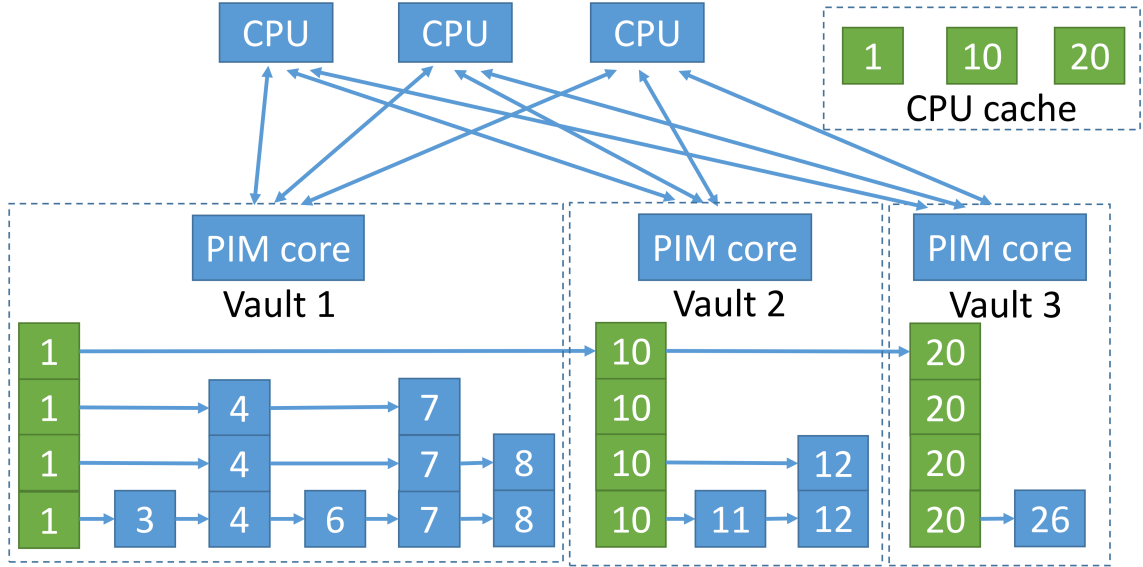 CPU CPU CPU 1 10 20
CPU cache
PIM core PIM core PIM core
Vault 1 Vault 2 Vault 3
1 10 20
1 4 7 10 20
1 4 7 8 10 12 20
1 3 4 6 7 8 10 11 12 20 26